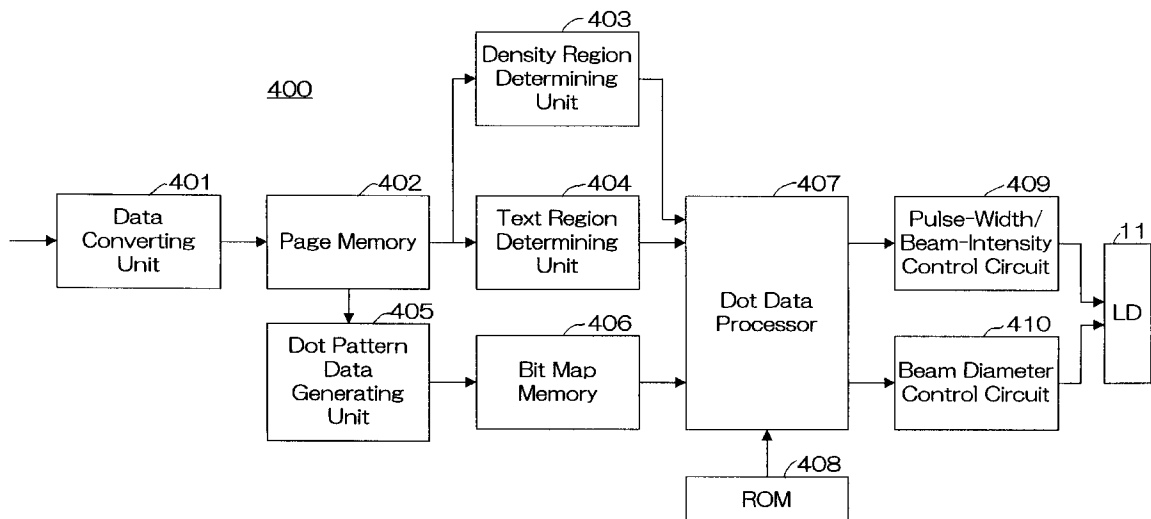 403
Density Region
Determining
Unit
400
401
Data
Converting
Unit
402
Page Memory
404
Text Region
Determining
Unit
407
Dot Data
Processor
409
Pulse-Width/
Beam-Intensity
Control Circuit
11
LD
405
Dot Pattern
Data
Generating
Unit
406
Bit Map
Memory
410
Beam Diameter
Control Circuit
408
ROM